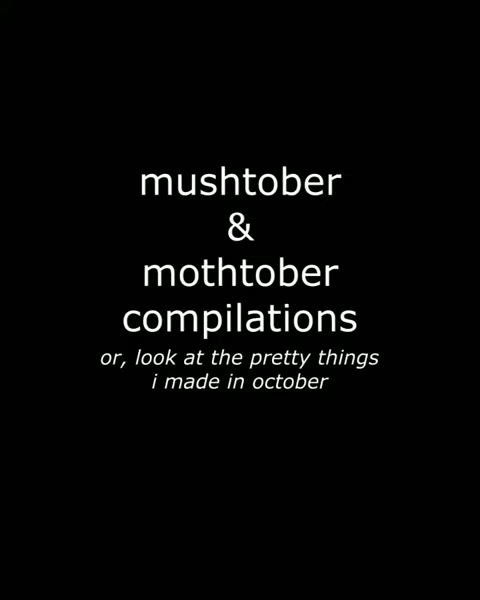 mushtober
&
mothtober
compilations
or, look at the pretty things
i made in october